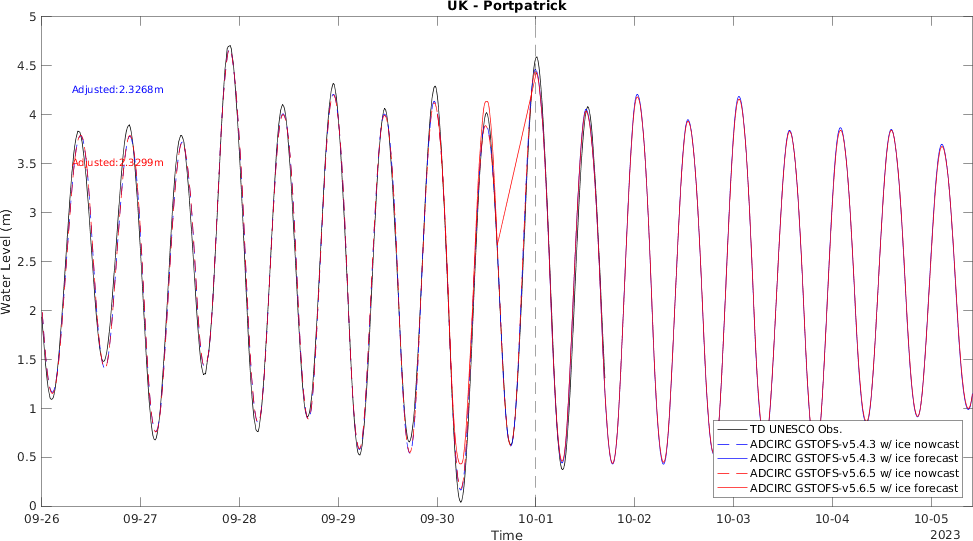 UK - Portpatrick
5
4.5
4
3.5
3
2.5
2
1.5
1
0.5
0
Water Level (m)
Adjusted:2.3268m
Adjusted:2.3299m
TD UNESCO Obs.
ADCIRC GSTOFS-v5.4.3 w/ ice nowcast
ADCIRC GSTOFS-v5.4.3 w/ ice forecast
ADCIRC GSTOFS-v5.6.5 w/ ice nowcast
ADCIRC GSTOFS-v5.6.5 w/ ice forecast
09-26 09-27 09-28 09-29 09-30 10-01 10-02 10-03 10-04 10-05
Time
2023